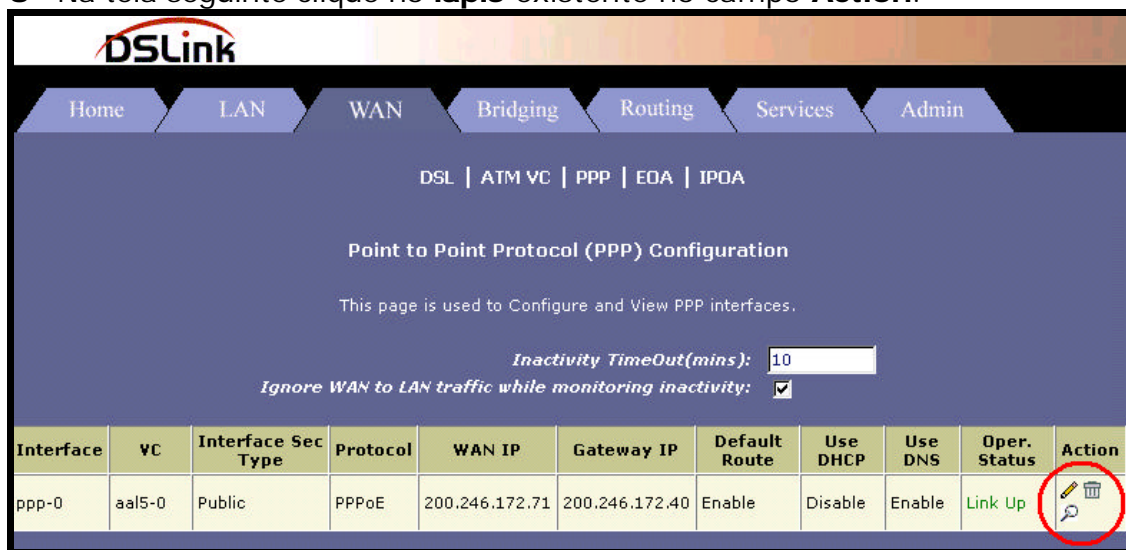 Na tela seguinte clique no lápis existente no campo Action.
DSLink
Home LAN WAN Bridging Routing Services Admin
DSL | ATM VC | PPP | EOA | IPOA
Point to Point Protocol (PPP) Configuration
This page is used to Configure and View PPP interfaces.
Inactivity TimeOut(mins): 10
Ignore WAN to LAN traffic while monitoring inactivity:
Interface VC Interface Sec Type Protocol WAN IP Gateway IP Default Route Use DHCP Use DNS Oper. Status Action
ppp-0 aal5-0 Public PPPoE 200.246.172.71 200.246.172.40 Enable Disable Enable Link Up